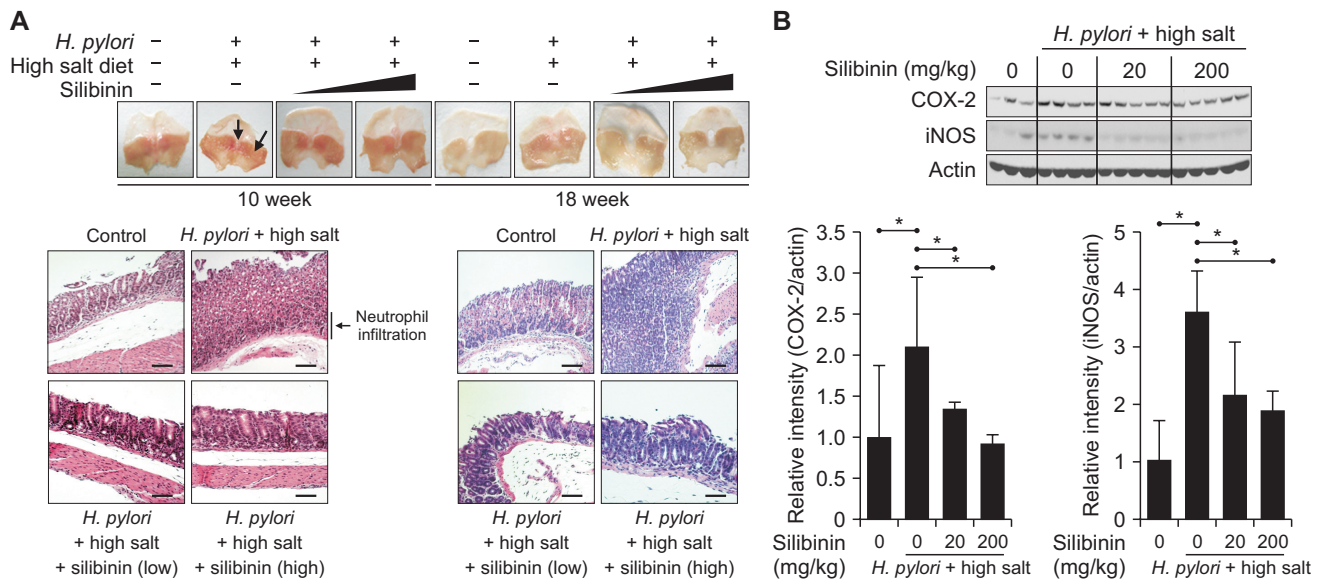 A
H. pylori − + + + − + + +
High salt diet − + + + − + + +
Silibinin − − − −
10 week 18 week
Control H. pylori + high salt
Neutrophil
infiltration
H. pylori
+ high salt
+ silibinin (low)
H. pylori
+ high salt
+ silibinin (high)
Control H. pylori + high salt
H. pylori
+ high salt
+ silibinin (low)
H. pylori
+ high salt
+ silibinin (high)
B
H. pylori + high salt
Silibinin (mg/kg) 0 0 20 200
COX-2
iNOS
Actin
Relative intensity (COX-2/actin)
3.5
3.0
2.5
2.0
1.5
1.0
0.5
0
* * *
Silibinin 0 0 20 200
(mg/kg) H. pylori + high salt
Relative intensity (iNOS/actin)
5
4
3
2
1
0
* * *
Silibinin 0 0 20 200
(mg/kg) H. pylori + high salt